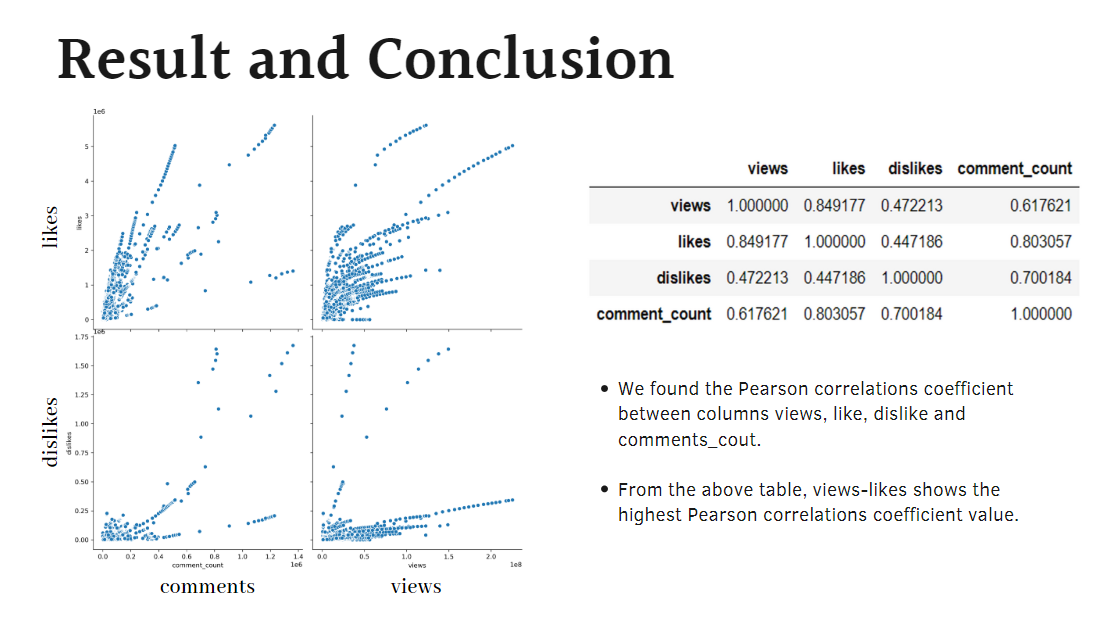 Result and Conclusion
1e6
5
4
3
2
1
0
likes
likes
1e6
1.75
1.50
1.25
1.00
0.75
0.50
0.25
0.00
dislikes
dislikes
0.0 0.2 0.4 0.6 0.8 1.0 1.2 1.4
1e6
comment_count
0.0 0.5 1.0 1.5 2.0
1e8
views
comments
views
views likes dislikes comment_count
views 1.000000 0.849177 0.472213 0.617621
likes 0.849177 1.000000 0.447186 0.803057
dislikes 0.472213 0.447186 1.000000 0.700184
comment_count 0.617621 0.803057 0.700184 1.000000
• We found the Pearson correlations coefficient
between columns views, like, dislike and
comments_cout.
• From the above table, views-likes shows the
highest Pearson correlations coefficient value.